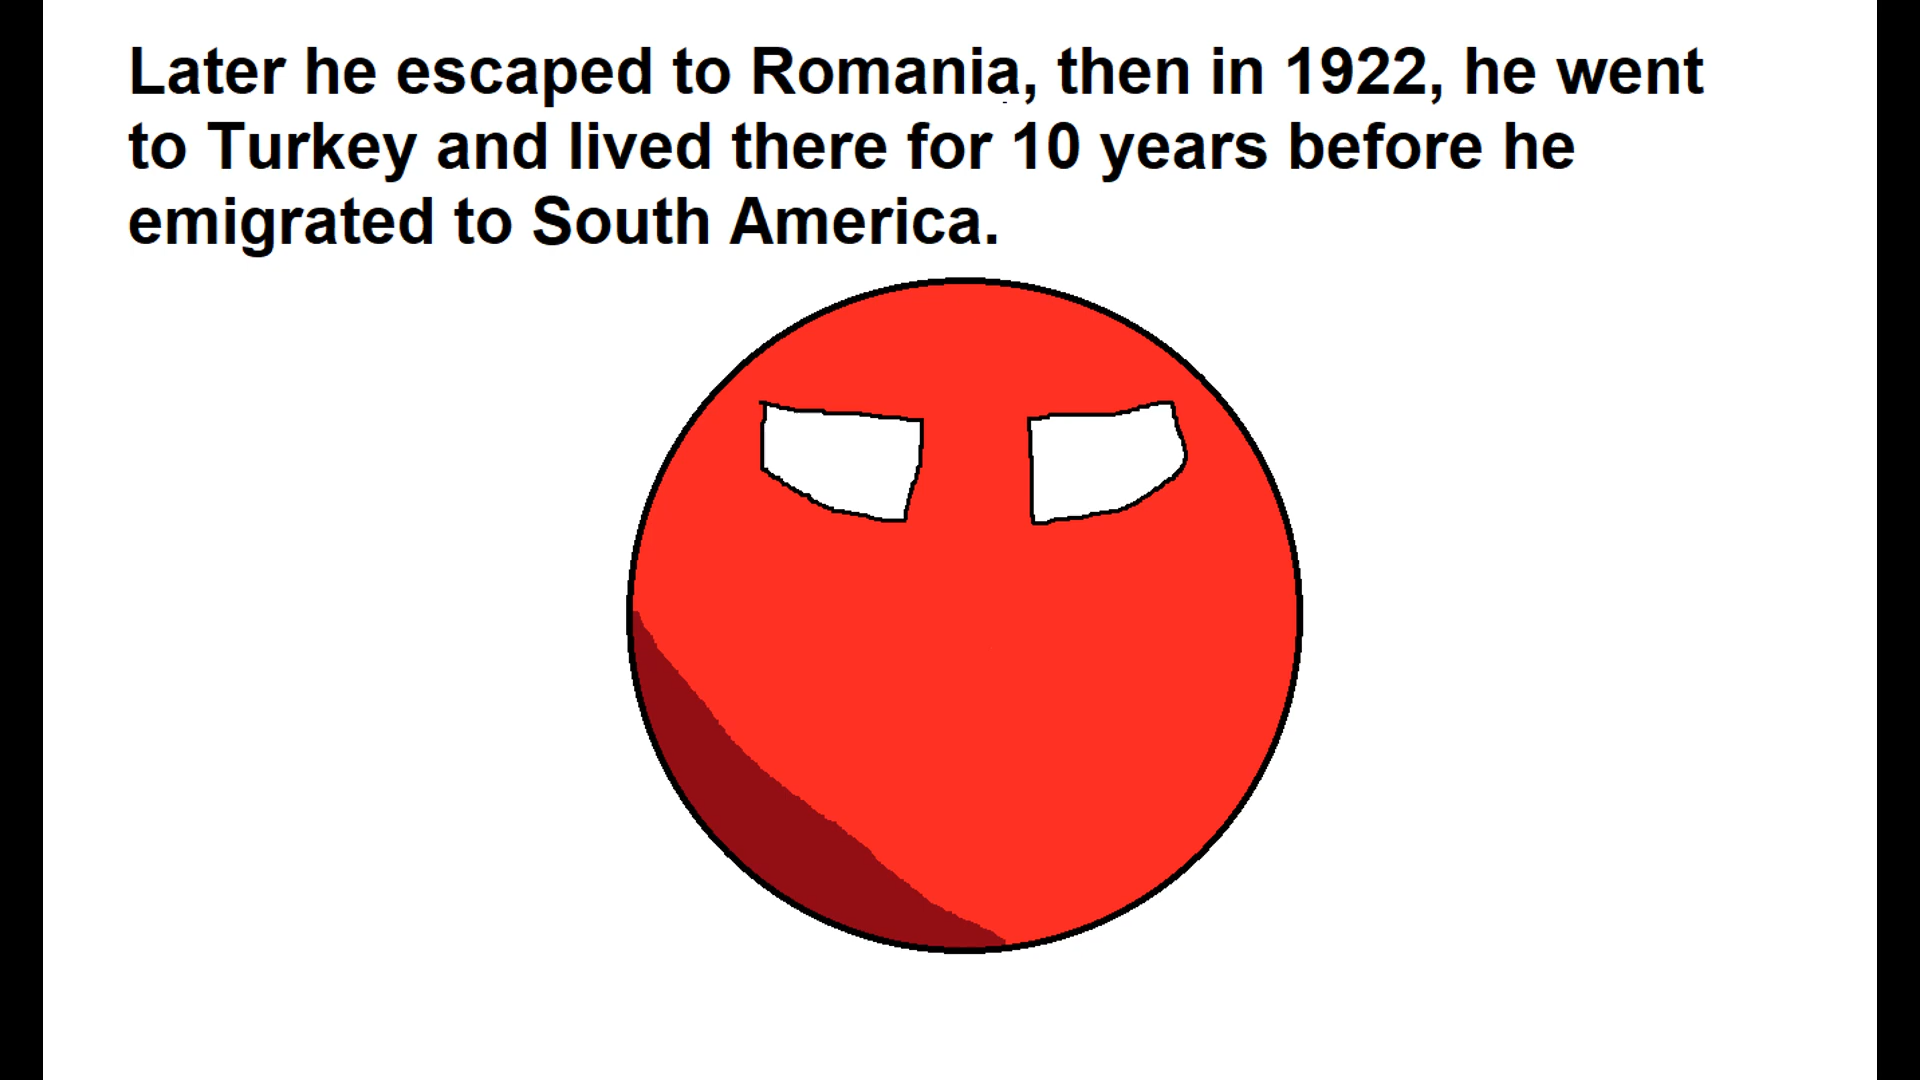 Later he escaped to Romania, then in 1922, he went
to Turkey and lived there for 10 years before he
emigrated to South America.